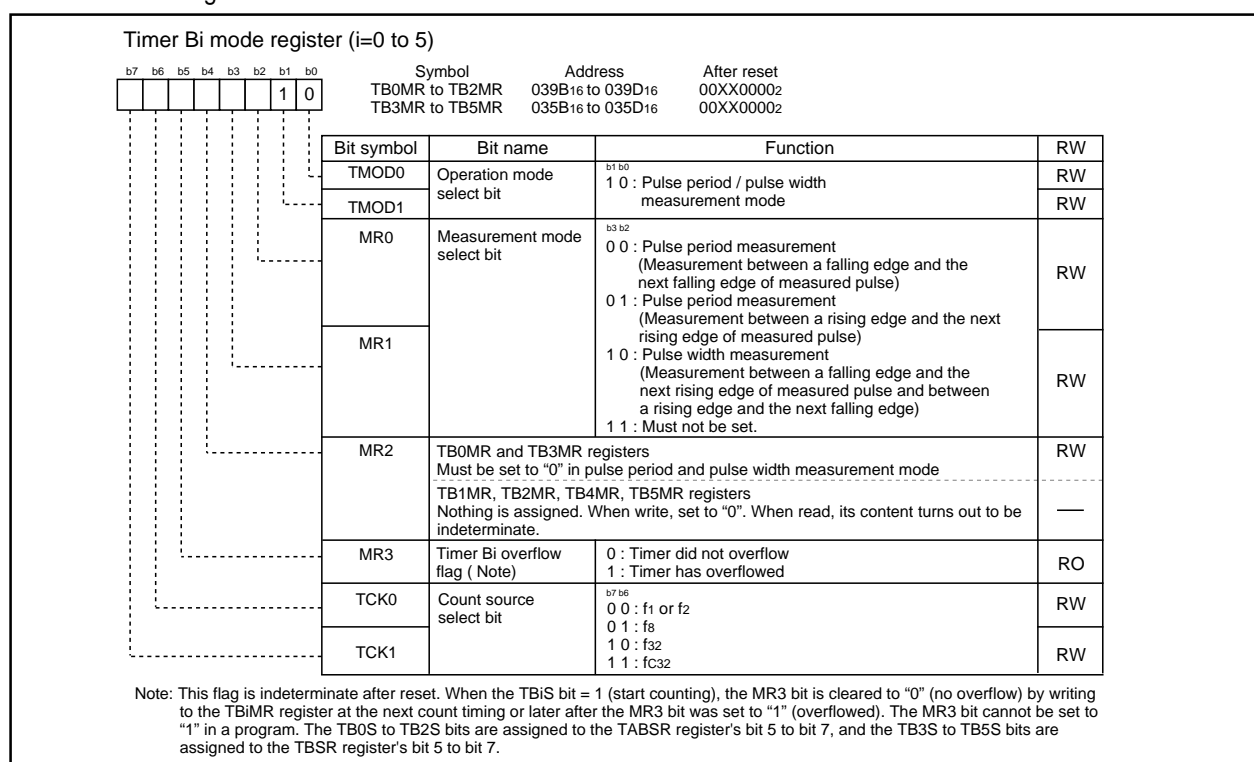 Timer Bi mode register (i=0 to 5)
b7 b6 b5 b4 b3 b2 b1 b0
1 0
Symbol Address After reset
TB0MR to TB2MR 039B16 to 039D16 00XX00002
TB3MR to TB5MR 035B16 to 035D16 00XX00002
Bit symbol Bit name Function RW
TMOD0 Operation mode select bit b1 b0
1 0 : Pulse period / pulse width
measurement mode RW
TMOD1 RW
MR0 Measurement mode
select bit
b3 b2
0 0 : Pulse period measurement
(Measurement between a falling edge and the
next falling edge of measured pulse)
RW
0 1 : Pulse period measurement
(Measurement between a rising edge and the next
rising edge of measured pulse)
MR1
1 0 : Pulse width measurement
(Measurement between a falling edge and the
next rising edge of measured pulse and between
a rising edge and the next falling edge)
RW
1 1 : Must not be set.
MR2 TB0MR and TB3MR registers RW
Must be set to “0” in pulse period and pulse width measurement mode
TB1MR, TB2MR, TB4MR, TB5MR registers
Nothing is assigned. When write, set to “0”. When read, its content turns out to be —
indeterminate.
MR3 Timer Bi overflow
flag ( Note)
0 : Timer did not overflow
1 : Timer has overflowed
RO
TCK0 Count source
select bit
b7 b6
0 0 : f1 or f2
RW
0 1 : f8
TCK1 1 0 : f32
1 1 : fC32
RW
Note: This flag is indeterminate after reset. When the TBiS bit = 1 (start counting), the MR3 bit is cleared to “0” (no overflow) by writing
to the TBiMR register at the next count timing or later after the MR3 bit was set to “1” (overflowed). The MR3 bit cannot be set to
“1” in a program. The TB0S to TB2S bits are assigned to the TABSR register's bit 5 to bit 7, and the TB3S to TB5S bits are
assigned to the TBSR register's bit 5 to bit 7.